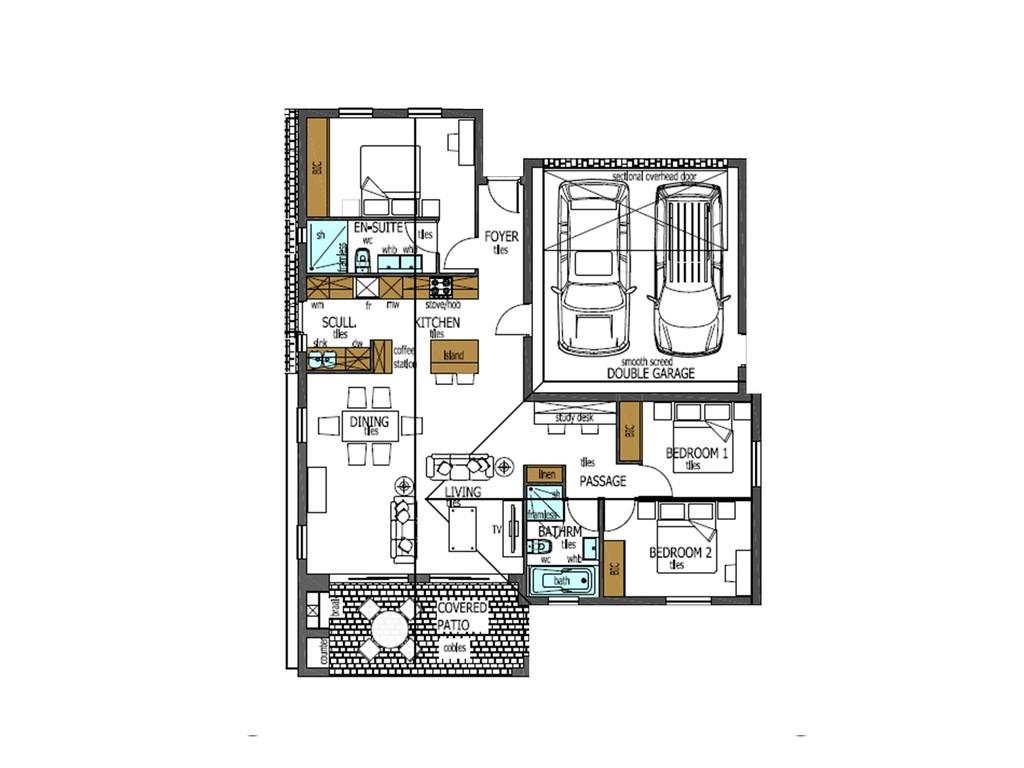 BIC
sectional overhead door
EN-SUITE
sh
frameless
wc
whb
whb
tiles
FOYER
tiles
wm
fr
mw
stove/hob
SCULL.
tiles
KITCHEN
tiles
sink
dw
coffee
station
Island
smooth screed
DOUBLE GARAGE
DINING
tiles
study desk
BIC
BEDROOM 1
tiles
tiles
PASSAGE
linen
LIVING
tiles
sh
frameless
TV
BATHRM
tiles
wc
whb
bath
BEDROOM 2
tiles
BIC
braai
COVERED
PATIO
cobles
counter